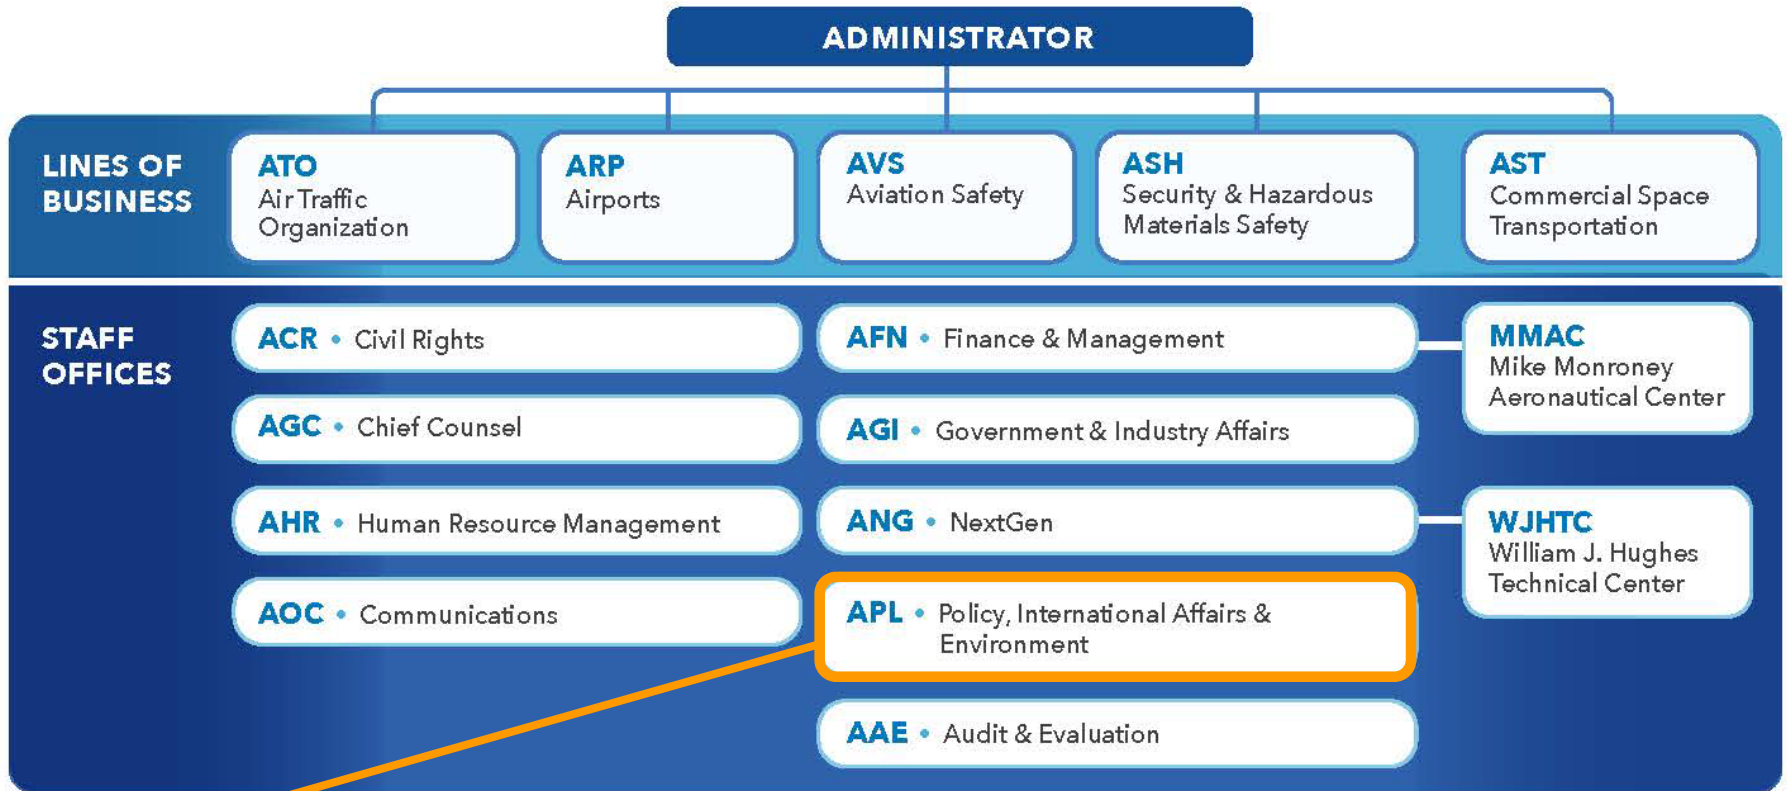 ADMINISTRATOR
LINES OF
BUSINESS
ATO
Air Traffic
Organization
ARP
Airports
AVS
Aviation Safety
ASH
Security & Hazardous
Materials Safety
AST
Commercial Space
Transportation
STAFF
OFFICES
ACR • Civil Rights
AGC • Chief Counsel
AHR • Human Resource Management
AOC • Communications
AFN • Finance & Management
AGI • Government & Industry Affairs
ANG • NextGen
APL • Policy, International Affairs &
Environment
AAE • Audit & Evaluation
MMAC
Mike Monroney
Aeronautical Center
WJHTC
William J. Hughes
Technical Center